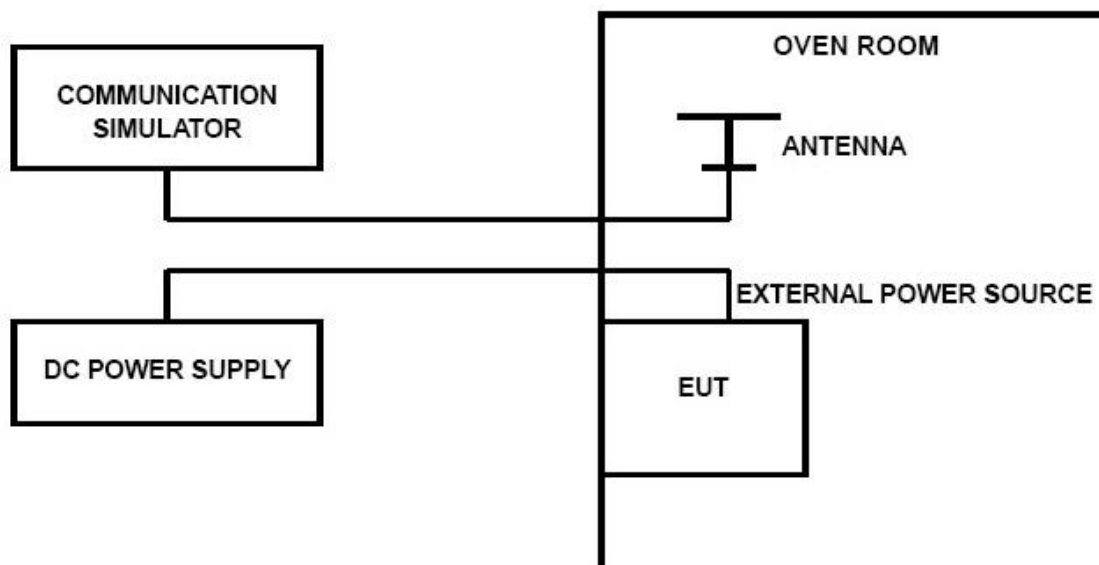 COMMUNICATION
SIMULATOR
OVEN ROOM
ANTENNA
EXTERNAL POWER SOURCE
DC POWER SUPPLY
EUT